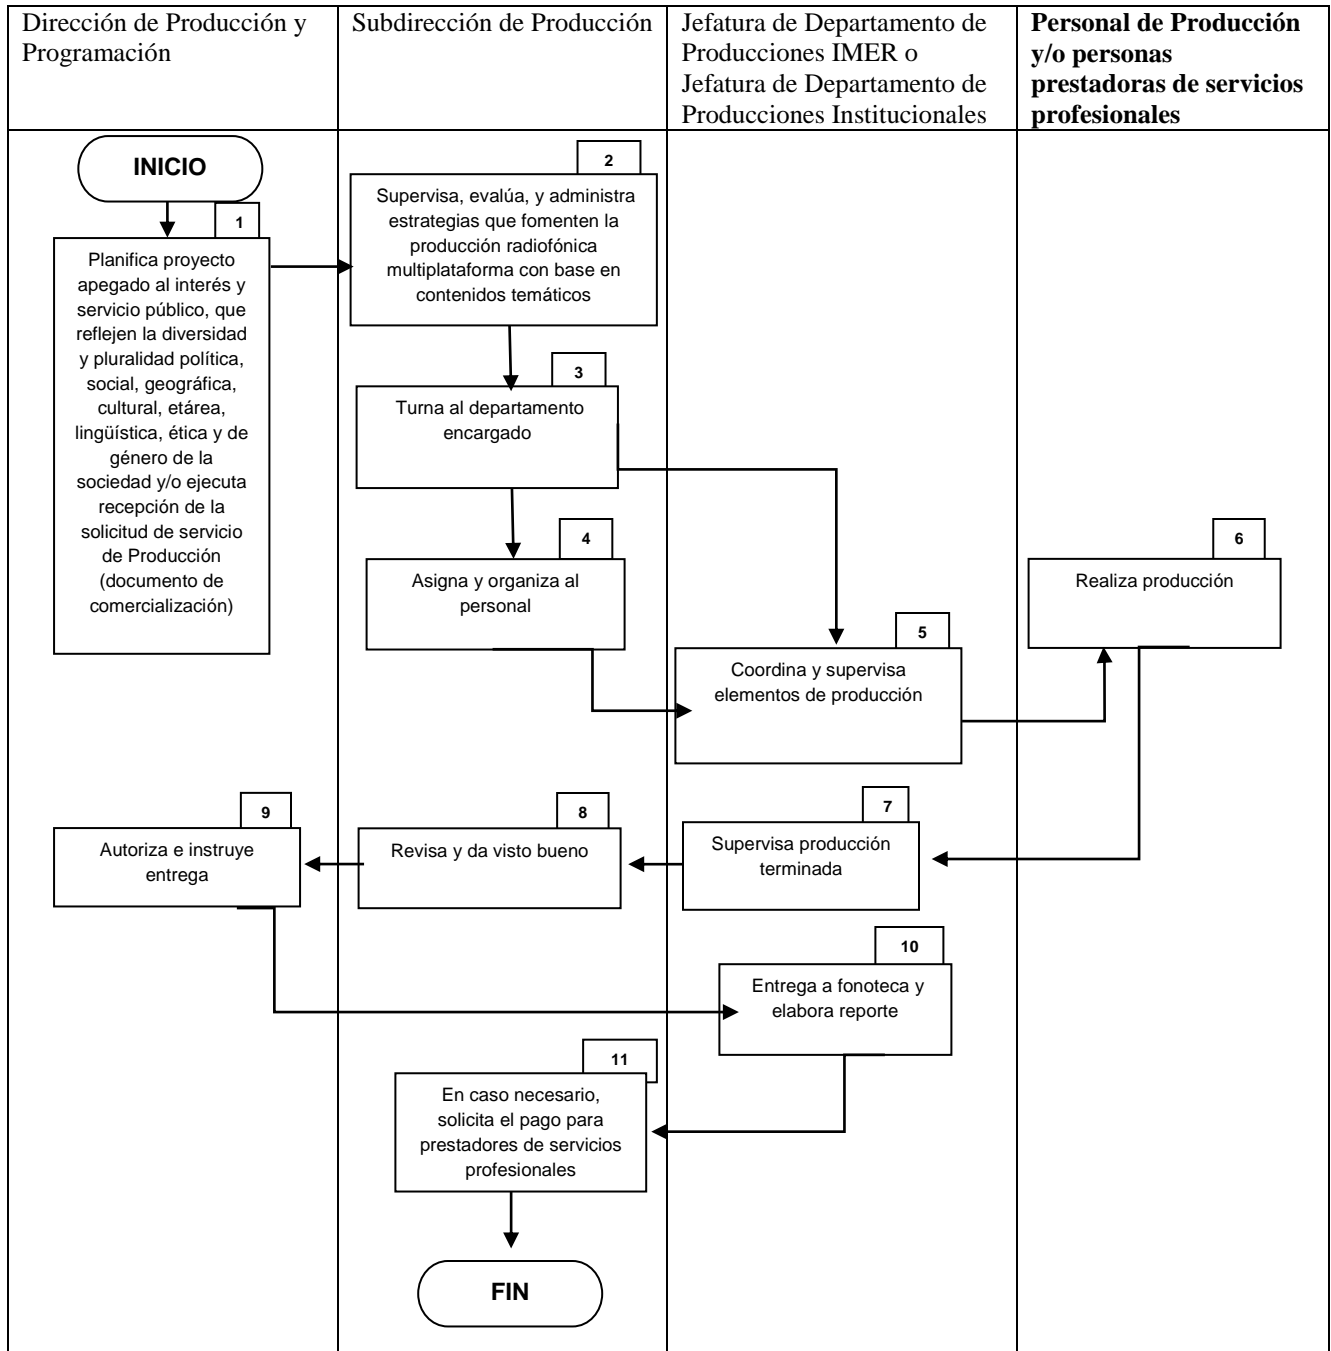 Dirección de Producción y
Programación
Subdirección de Producción
Jefatura de Departamento de
Producciones IMER o
Jefatura de Departamento de
Producciones Institucionales
Personal de Producción
y/o personas
prestadoras de servicios
profesionales
INICIO
1
Planifica proyecto
apegado al interés y
servicio público, que
reflejen la diversidad
y pluralidad política,
social, geográfica,
cultural, etárea,
lingüística, ética y de
género de la
sociedad y/o ejecuta
recepción de la
solicitud de servicio
de Producción
(documento de
comercialización)
2
Supervisa, evalúa, y administra
estrategias que fomenten la
producción radiofónica
multiplataforma con base en
contenidos temáticos
3
Turna al departamento
encargado
4
Asigna y organiza al
personal
5
Coordina y supervisa
elementos de producción
6
Realiza producción
7
Supervisa producción
terminada
8
Revisa y da visto bueno
9
Autoriza e instruye
entrega
10
Entrega a fonoteca y
elabora reporte
11
En caso necesario,
solicita el pago para
prestadores de servicios
profesionales
FIN